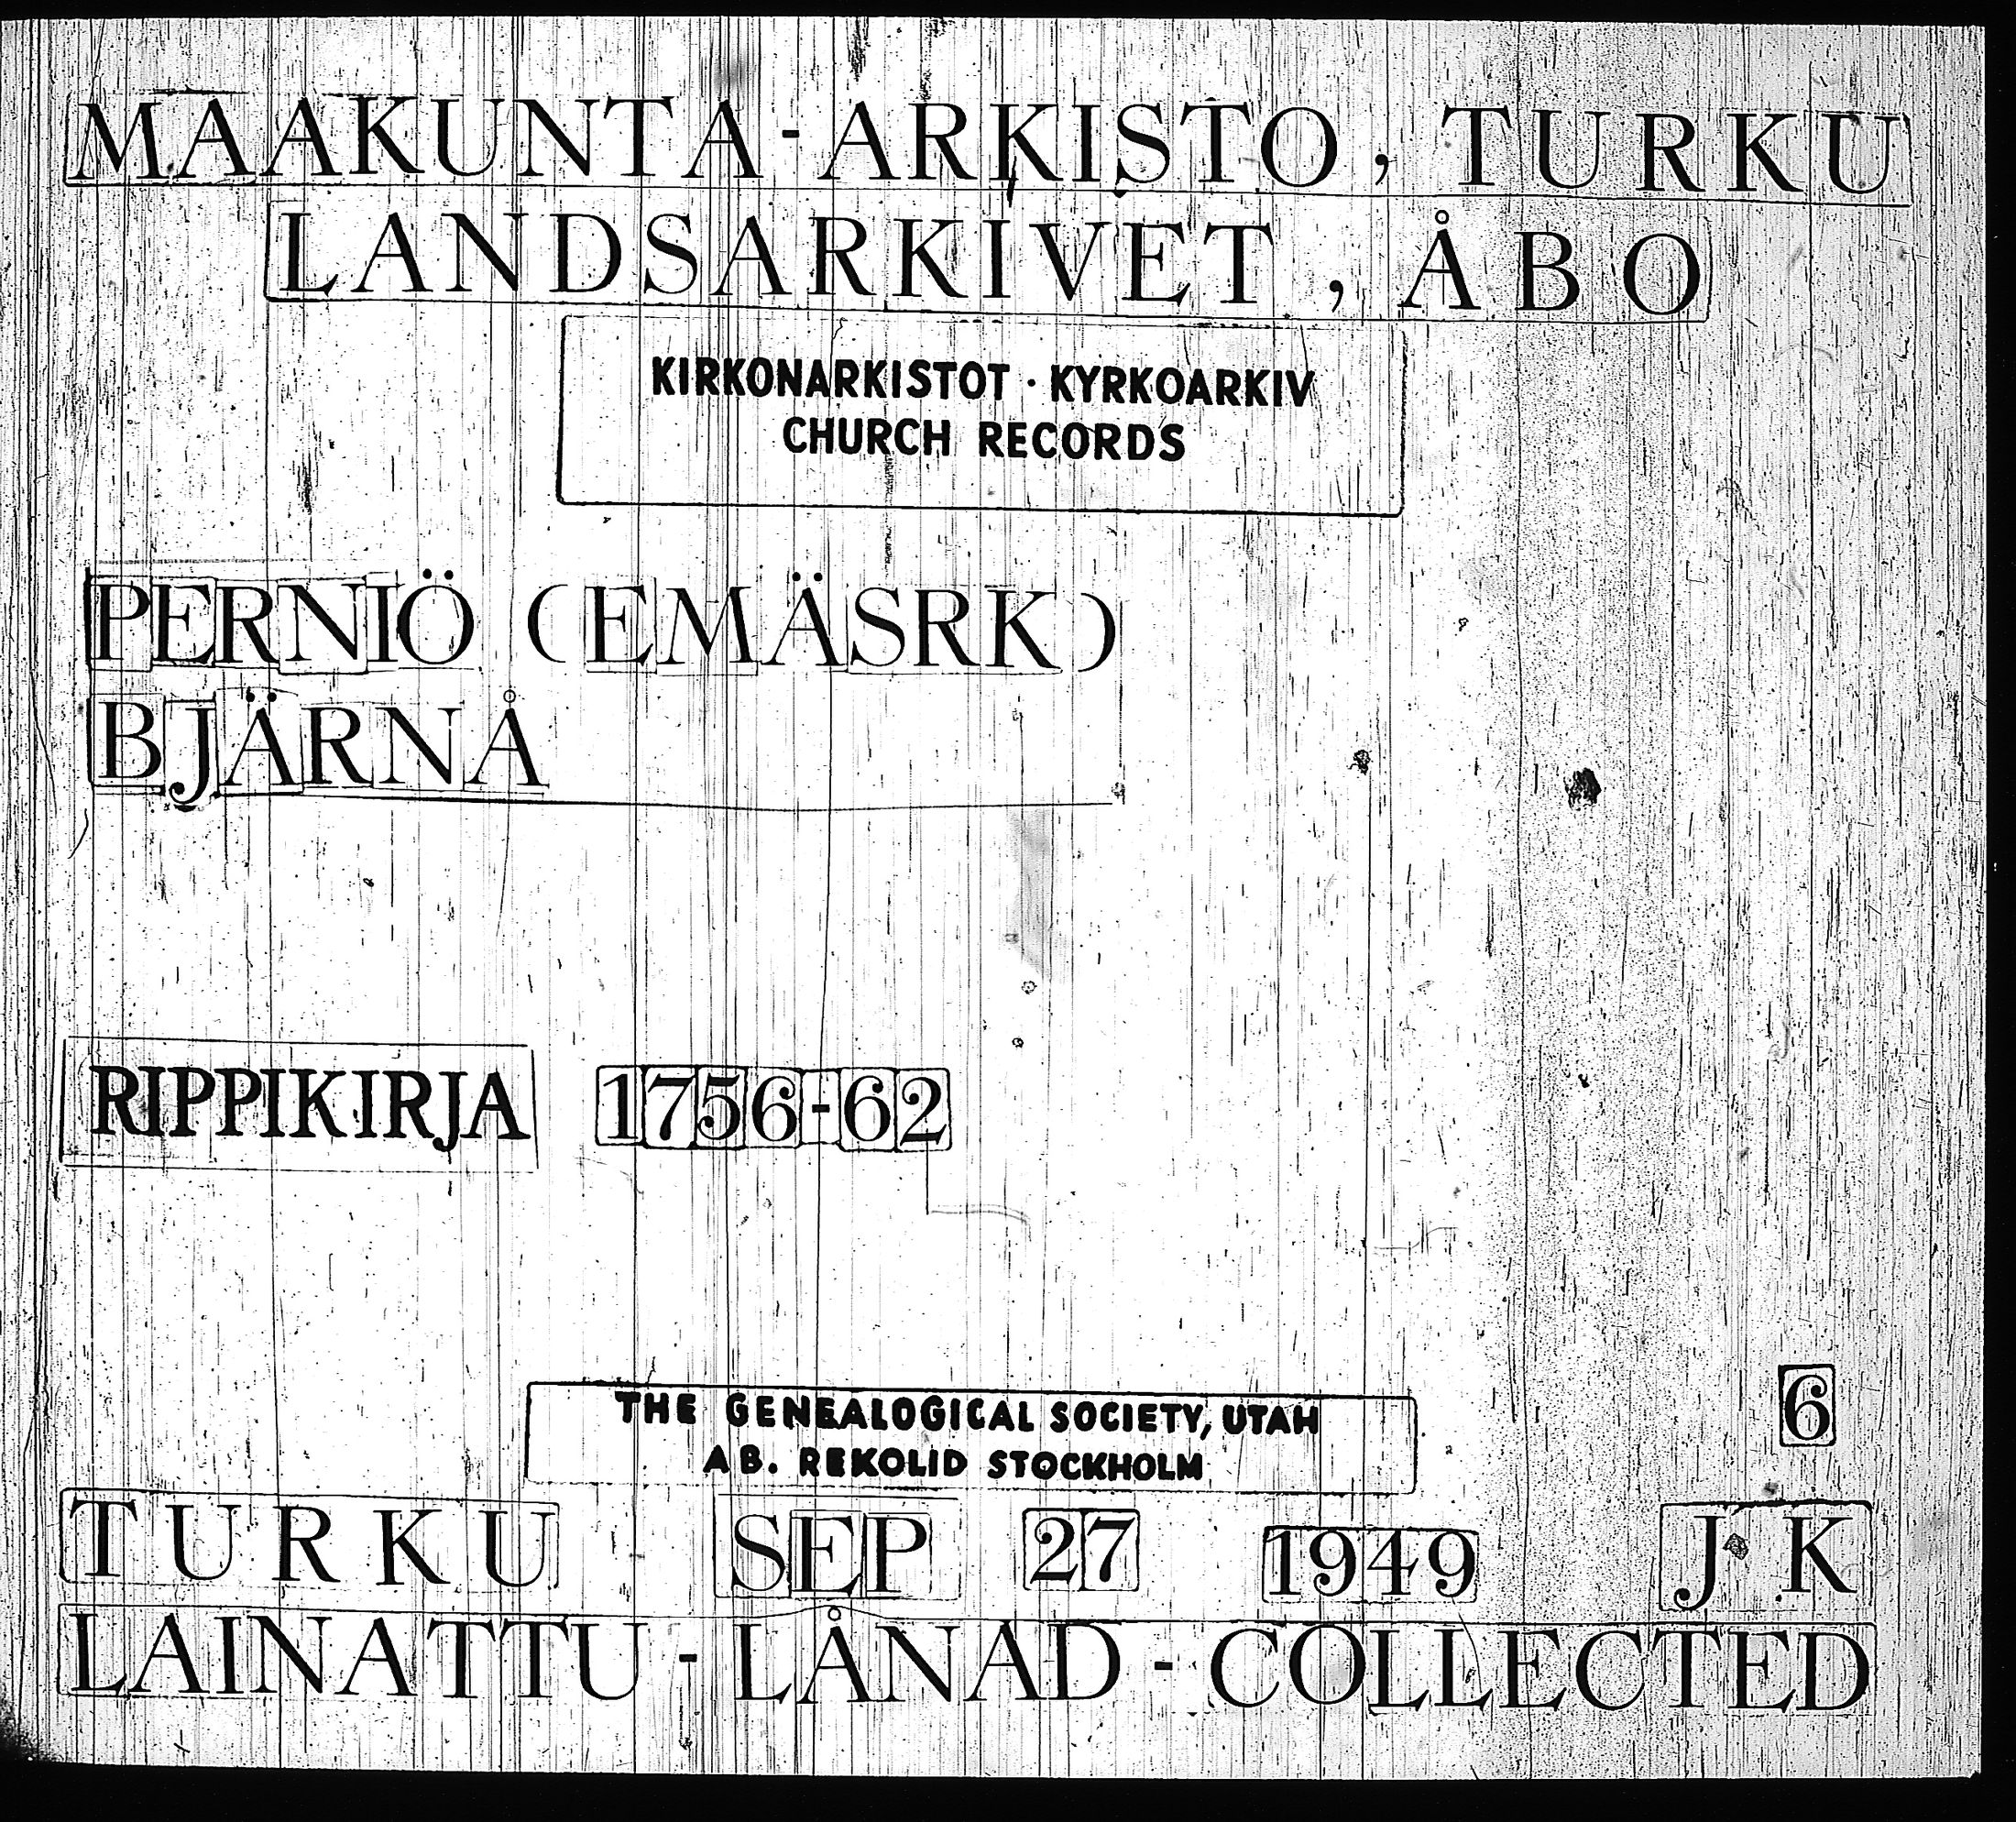 MAAKUNTA-ARKISTO, TURKU
LANDSARKIVET, ÅBO
KIRKONARKISTOT · KYRKOARKIV
CHURCH RECORDS
PERNIÖ (EMÄSRK)
BJÄRNÅ
RIPPIKIRJA 1756-62
6
THE GENEALOGICAL SOCIETY, UTAH
AB. REKOLID STOCKHOLM
TURKU SEP 27 1949 J K
LAINATTU - LÅNAD - COLLECTED